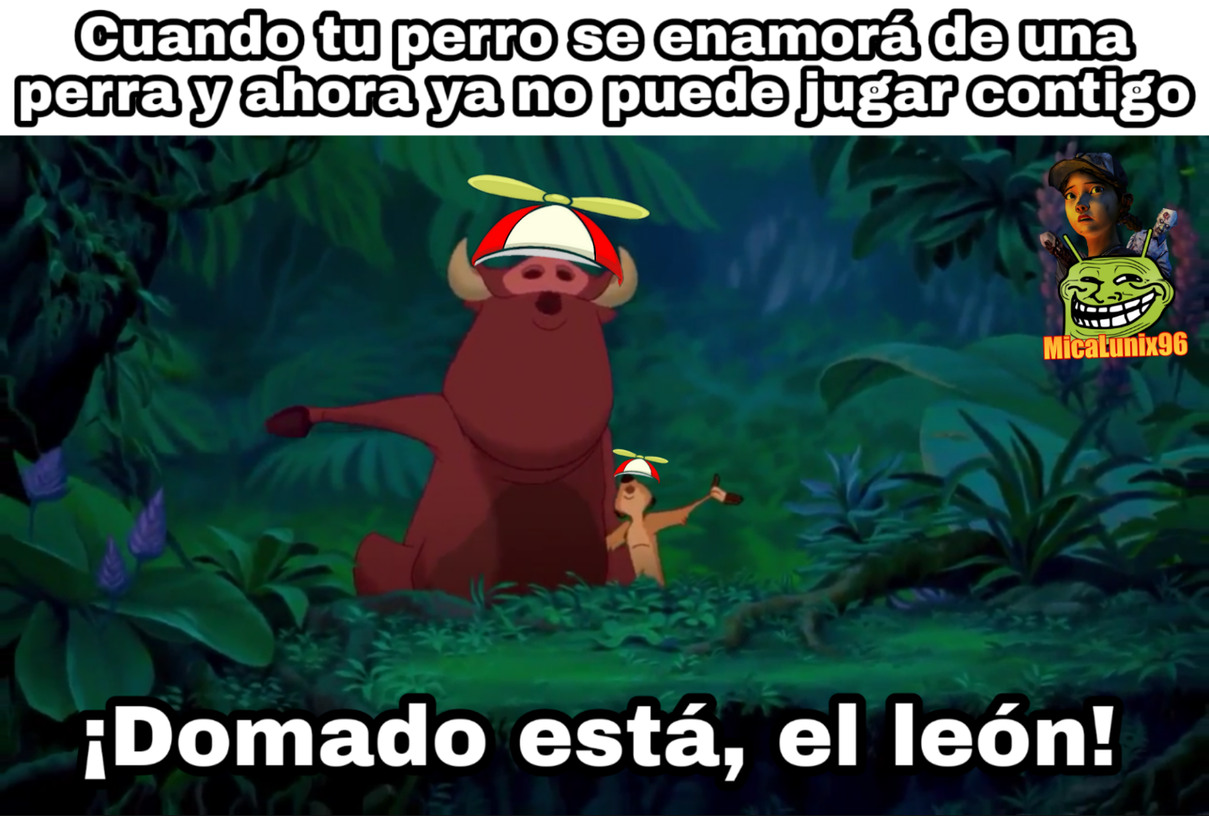 Cuando tu perro se enamorá de una
perra y ahora ya no puede jugar contigo
MicaLunix96
¡Domado está, el león!